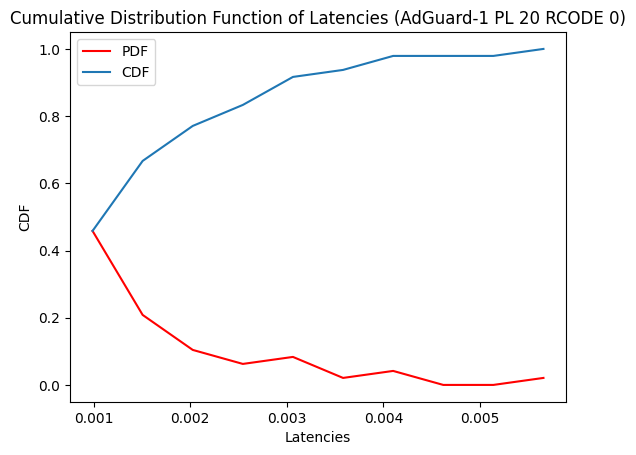 Cumulative Distribution Function of Latencies (AdGuard-1 PL 20 RCODE 0)
PDF
CDF
CDF
1.0
0.8
0.6
0.4
0.2
0.0
0.001 0.002 0.003 0.004 0.005
Latencies